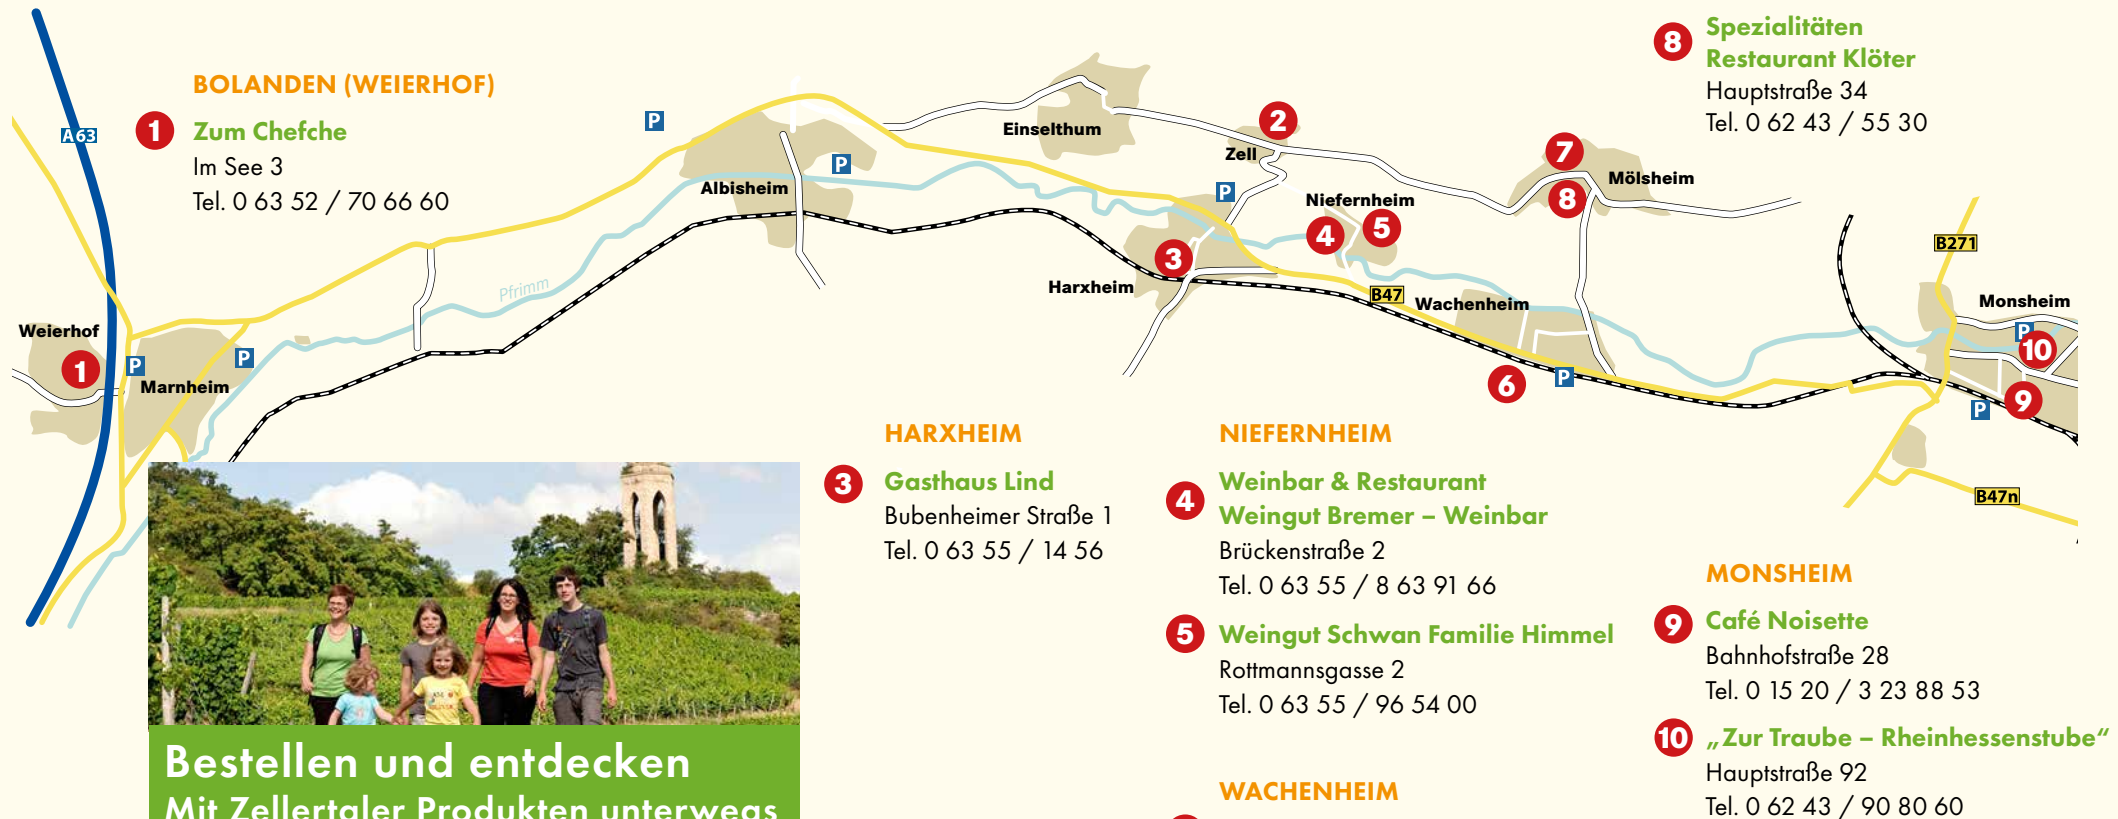 A63
BOLANDEN (WEIERHOF)
1
Zum Chefche
Im See 3
Tel. 0 63 52 / 70 66 60
P
Albisheim
P
Einselthum
2
Zell
P
Niefernheim
4
5
3
Harxheim
7
8
Mölsheim
8
Spezialitäten
Restaurant Klöter
Hauptstraße 34
Tel. 0 62 43 / 55 30
B271
Monsheim
P
10
9
P
B47n
B47
Wachenheim
6
P
Pfrimm
Weierhof
1
P
Marnheim
P
HARXHEIM
3
Gasthaus Lind
Bubenheimer Straße 1
Tel. 0 63 55 / 14 56
NIEFERNHEIM
4
Weinbar & Restaurant
Weingut Bremer – Weinbar
Brückenstraße 2
Tel. 0 63 55 / 8 63 91 66
5
Weingut Schwan Familie Himmel
Rottmannsgasse 2
Tel. 0 63 55 / 96 54 00
WACHENHEIM
MONSHEIM
9
Café Noisette
Bahnhofstraße 28
Tel. 0 15 20 / 3 23 88 53
10
„Zur Traube – Rheinhessenstube“
Hauptstraße 92
Tel. 0 62 43 / 90 80 60
Bestellen und entdecken
Mit Zellertaler Produkten unterwegs